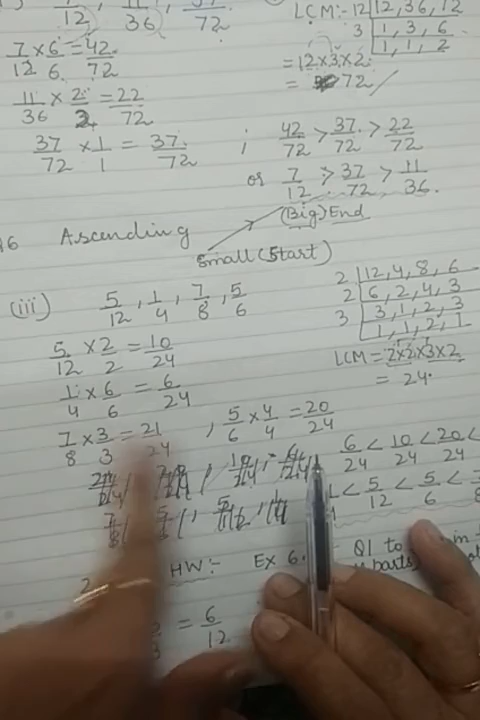 7/12 × 6/6 = 42/72
11/36 × 2/2 = 22/72
37/72 × 1/1 = 37/72 ; 42/72 > 37/72 > 22/72
or 7/12 > 37/72 > 11/36.
LCM:- 12 | 12, 36, 72
3 | 1, 3, 6
1, 1, 2
= 12×3×2
= 72
Ascending
Small (Start)
(Big) End
(iii) 5/12, 1/4, 7/8, 5/6
5/12 × 2/2 = 10/24
1/4 × 6/6 = 6/24
7/8 × 3/3 = 21/24, 5/6 × 4/4 = 20/24
2 | 12, 4, 8, 6
2 | 6, 2, 4, 3
3 | 3, 1, 2, 3
1, 1, 2, 1
LCM = 2×2×3×2
= 24.
6/24 < 10/24 < 20/24 <
< 5/12 < 5/6 <
HW:- Ex 6. Q1 to in
parts
= 6/12